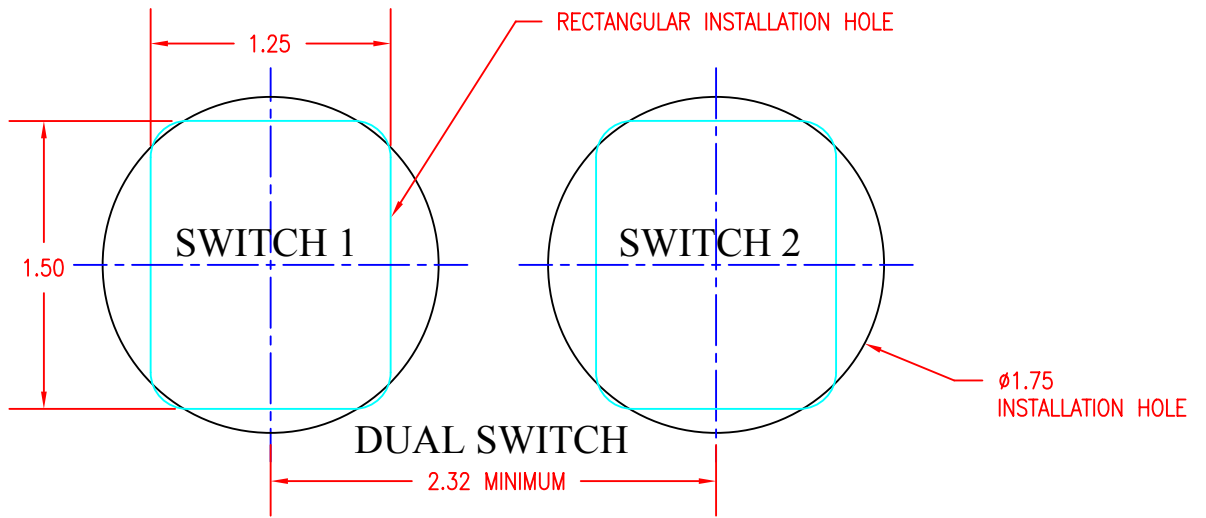 RECTANGULAR INSTALLATION HOLE
1.25
SWITCH 1
SWITCH 2
1.50
ø1.75
INSTALLATION HOLE
DUAL SWITCH
2.32 MINIMUM